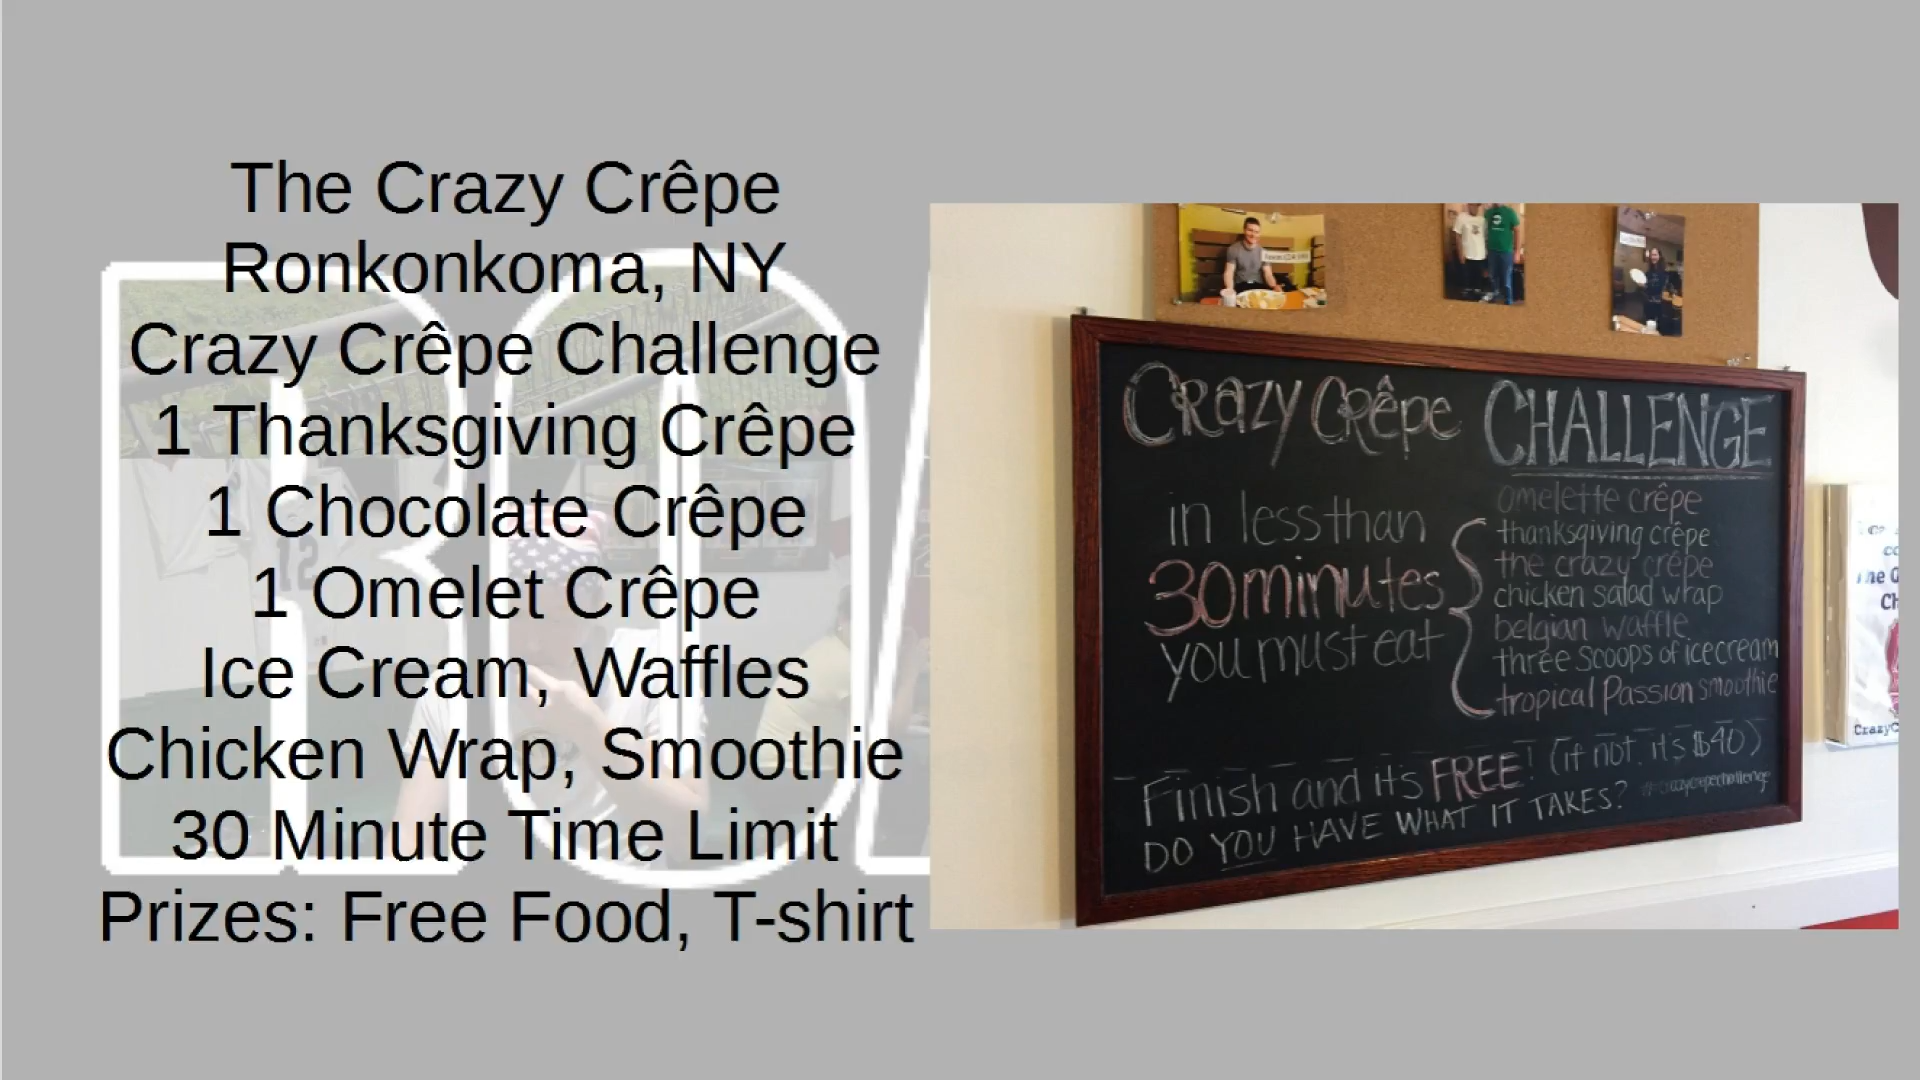 The Crazy Crêpe
Ronkonkoma, NY
Crazy Crêpe Challenge
1 Thanksgiving Crêpe
1 Chocolate Crêpe
1 Omelet Crêpe
Ice Cream, Waffles
Chicken Wrap, Smoothie
30 Minute Time Limit
Prizes: Free Food, T-shirt
CRazy CRêpe CHALLENGE
in less than
30 minutes
you must eat
omelette crêpe
thanksgiving crêpe
the crazy crêpe
chicken salad wrap
belgian waffle
three scoops of ice cream
tropical Passion smoothie
Finish and it's FREE! (if not, it's $40)
DO YOU HAVE WHAT IT TAKES?
#crazycrepechallenge
12